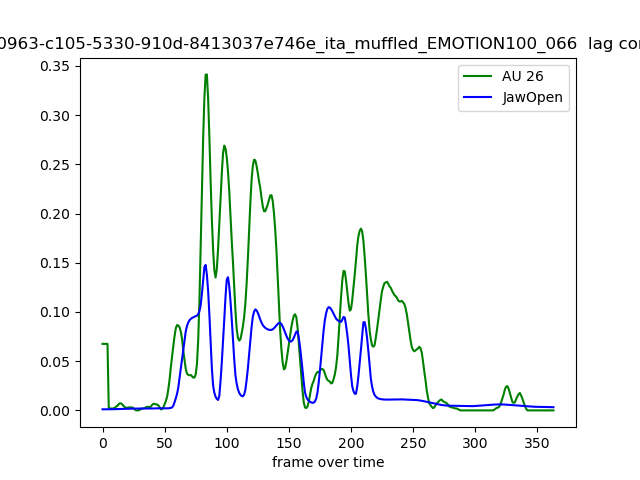 0963-c105-5330-910d-8413037e746e_ita_muffled_EMOTION100_066 lag
AU 26
JawOpen
0.35
0.30
0.25
0.20
0.15
0.10
0.05
0.00
0 50 100 150 200 250 300 350
frame over time